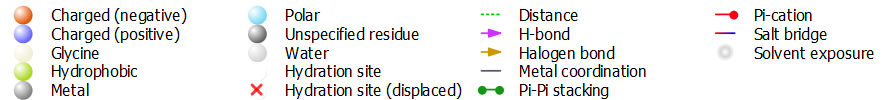 Charged (negative)
Charged (positive)
Glycine
Hydrophobic
Metal
Polar
Unspecified residue
Water
Hydration site
Hydration site (displaced)
Distance
H-bond
Halogen bond
Metal coordination
Pi-Pi stacking
Pi-cation
Salt bridge
Solvent exposure